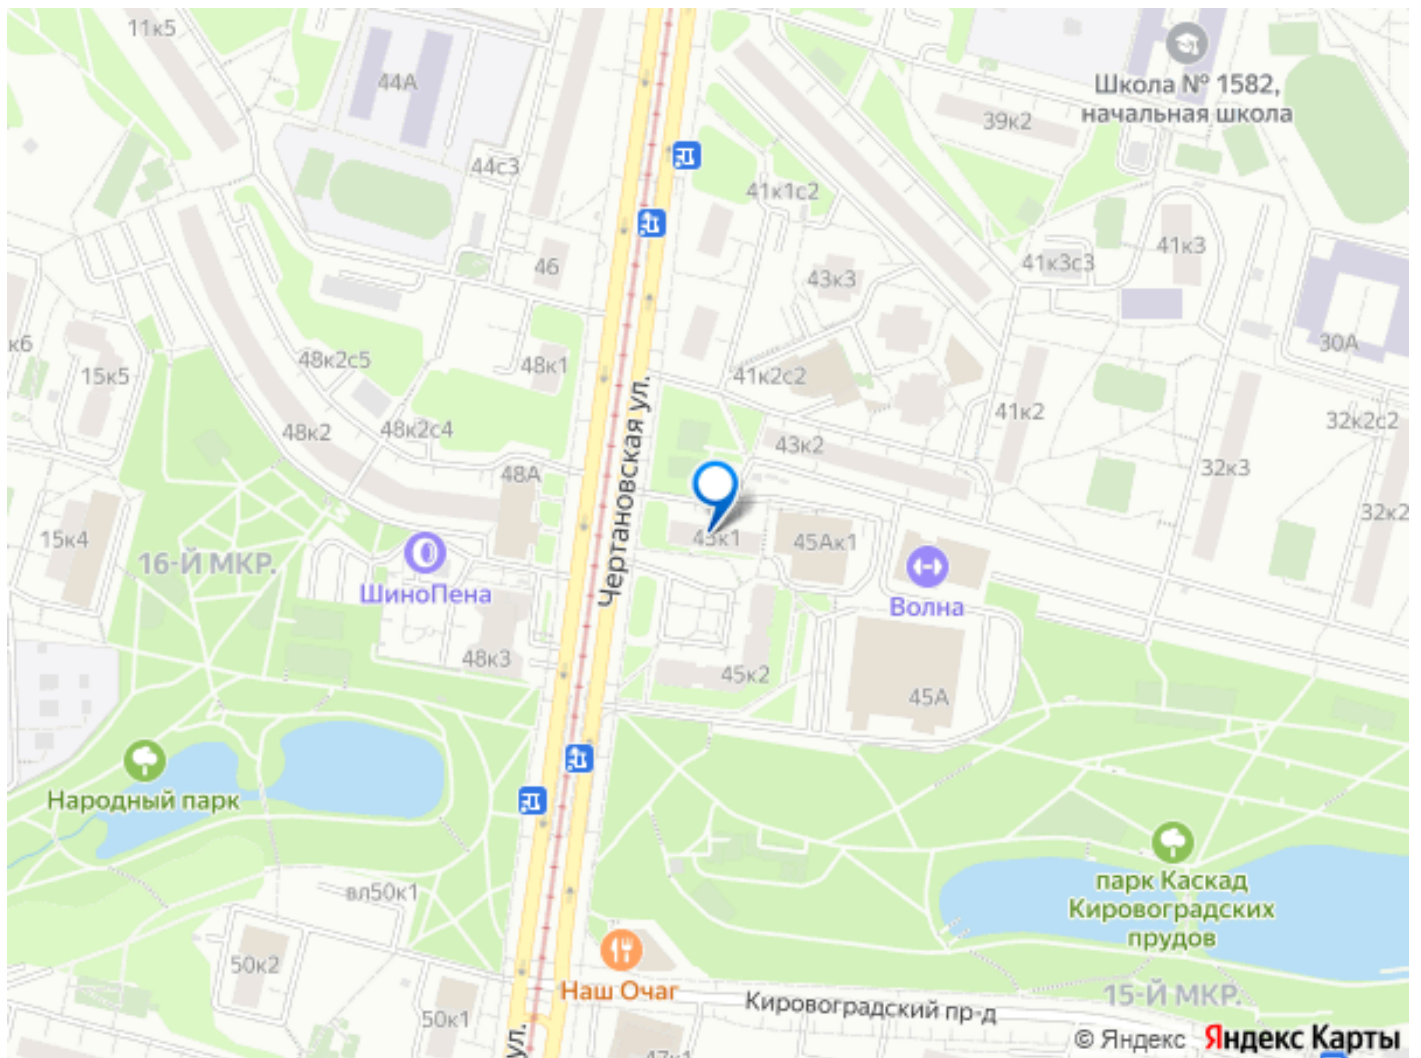 11к5
44А
Школа № 1582,
начальная школа
39к2
44с3
41к1с2
46
43к3
41к3с3
41к3
к6
15к5
48к2с5
48к1
41к2с2
30А
48к2
48к2с4
Чертановская ул.
43к2
41к2
32к2с2
48А
32к3
32к2
15к4
16-Й МКР.
ШиноПена
45Ак1
Волна
48к3
45к2
45А
Народный парк
вл50к1
парк Каскад
Кировоградских
прудов
50к2
Наш Очаг
Кировоградский пр-д
15-Й МКР.
50к1
ул.
47к1
© Яндекс Яндекс Карты